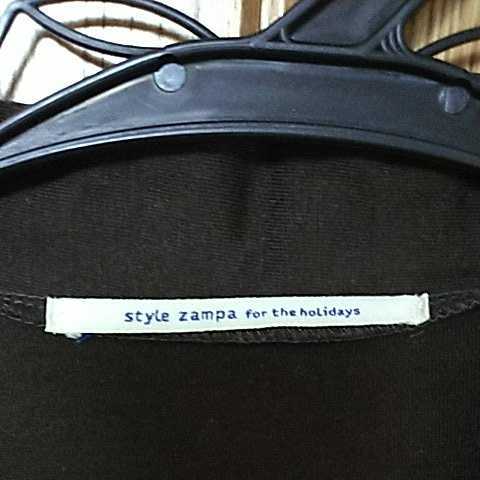 style zampa for the holidays